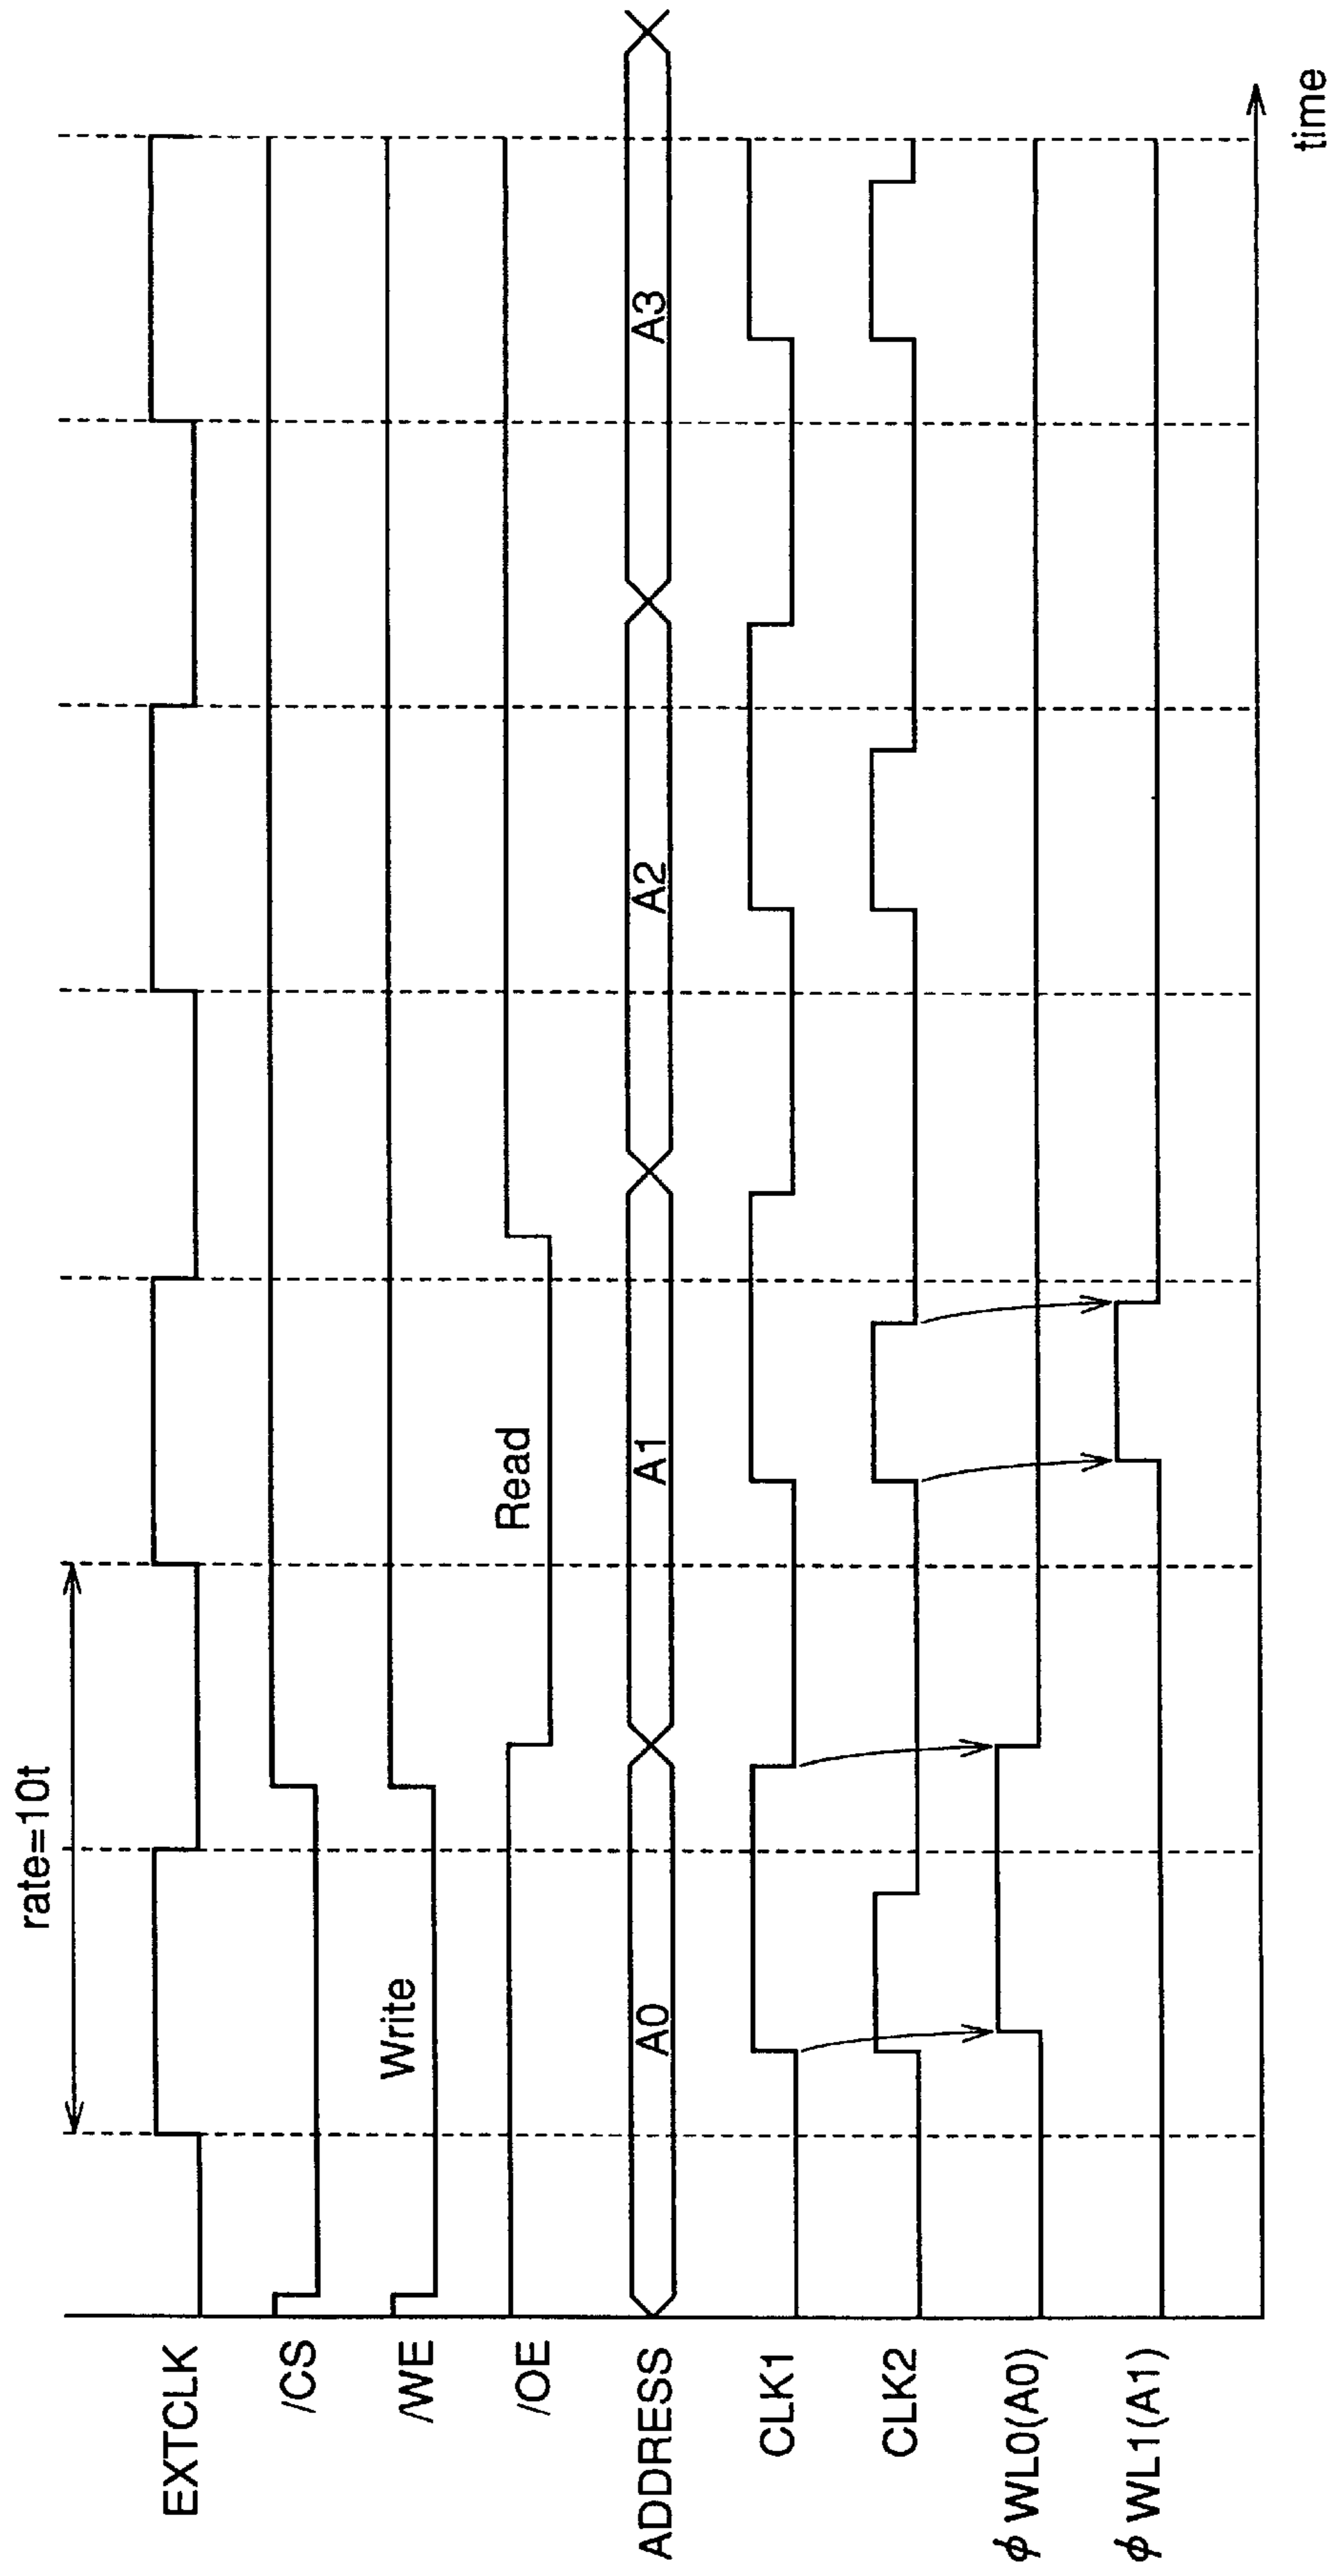 rate=10t
EXTCLK
/CS
/WE
Write
/OE
Read
ADDRESS
A0
A1
A2
A3
CLK1
CLK2
ϕ WL0(A0)
ϕ WL1(A1)
time